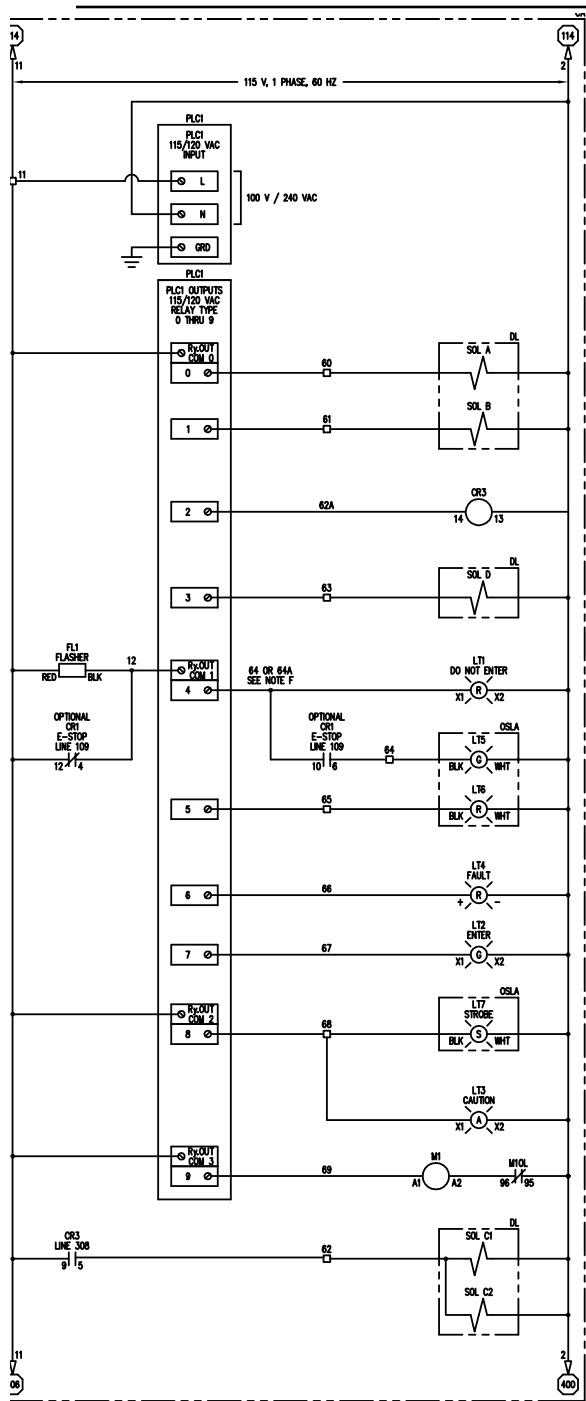 14
114
11
2
115 V, 1 PHASE, 60 HZ
PLC1
PLC1
115/120 VAC
INPUT
11
L
N
100 V / 240 VAC
GRD
PLC1
PLC1 OUTPUTS
115/120 VAC
RELAY TYPE
0 THRU 9
DL
Ry.OUT
COM 0
0
60
SOL A
1
61
SOL B
2
62A
CR3
14
13
DL
3
63
SOL D
FL1
FLASHER
12
RED
BLK
Ry.OUT
COM 1
4
64 OR 64A
SEE NOTE F
LT1
DO NOT ENTER
X1
R
X2
OPTIONAL
CR1
E-STOP
LINE 109
12
4
OPTIONAL
CR1
E-STOP
LINE 109
10
6
64
OSLA
LT5
BLK
G
WHT
5
65
LT6
BLK
R
WHT
6
66
LT4
FAULT
+
R
-
7
67
LT2
ENTER
X1
G
X2
OSLA
Ry.OUT
COM 2
8
68
LT7
STROBE
BLK
S
WHT
LT3
CAUTION
X1
A
X2
Ry.OUT
COM 3
9
69
M1
A1
A2
M1OL
96
95
DL
CR3
LINE 308
9
5
62
SOL C1
SOL C2
11
2
06
400